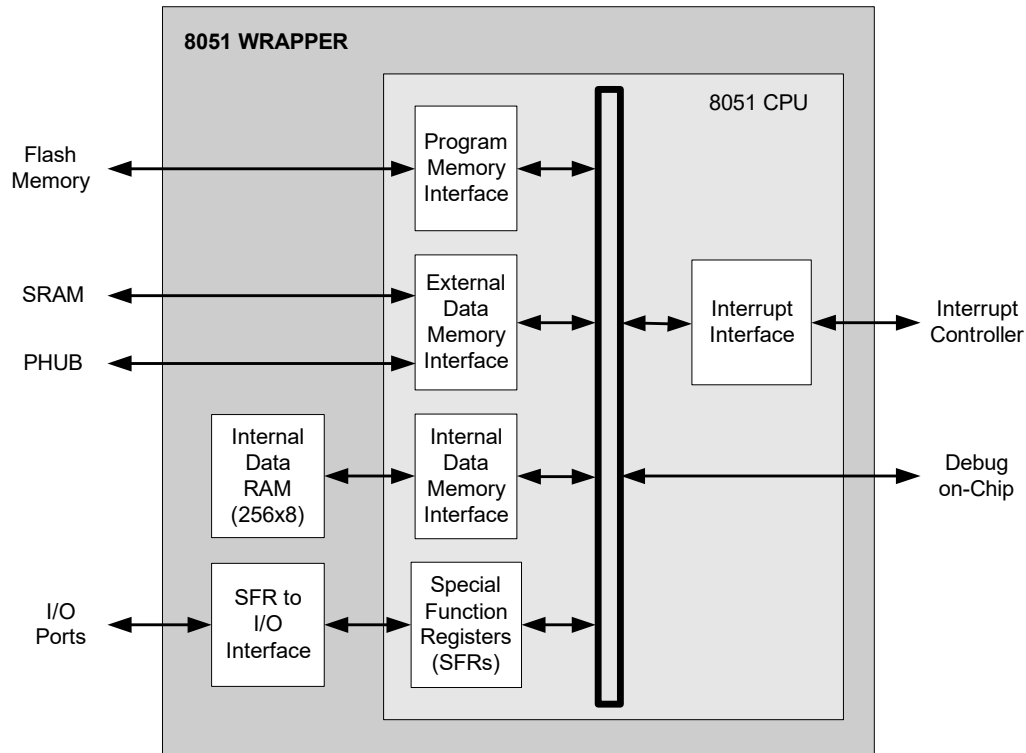 8051 WRAPPER
8051 CPU
Flash
Memory
Program
Memory
Interface
SRAM
PHUB
External
Data
Memory
Interface
Interrupt
Interface
Interrupt
Controller
Internal
Data
RAM
(256x8)
Internal
Data
Memory
Interface
Debug
on-Chip
I/O
Ports
SFR to
I/O
Interface
Special
Function
Registers
(SFRs)